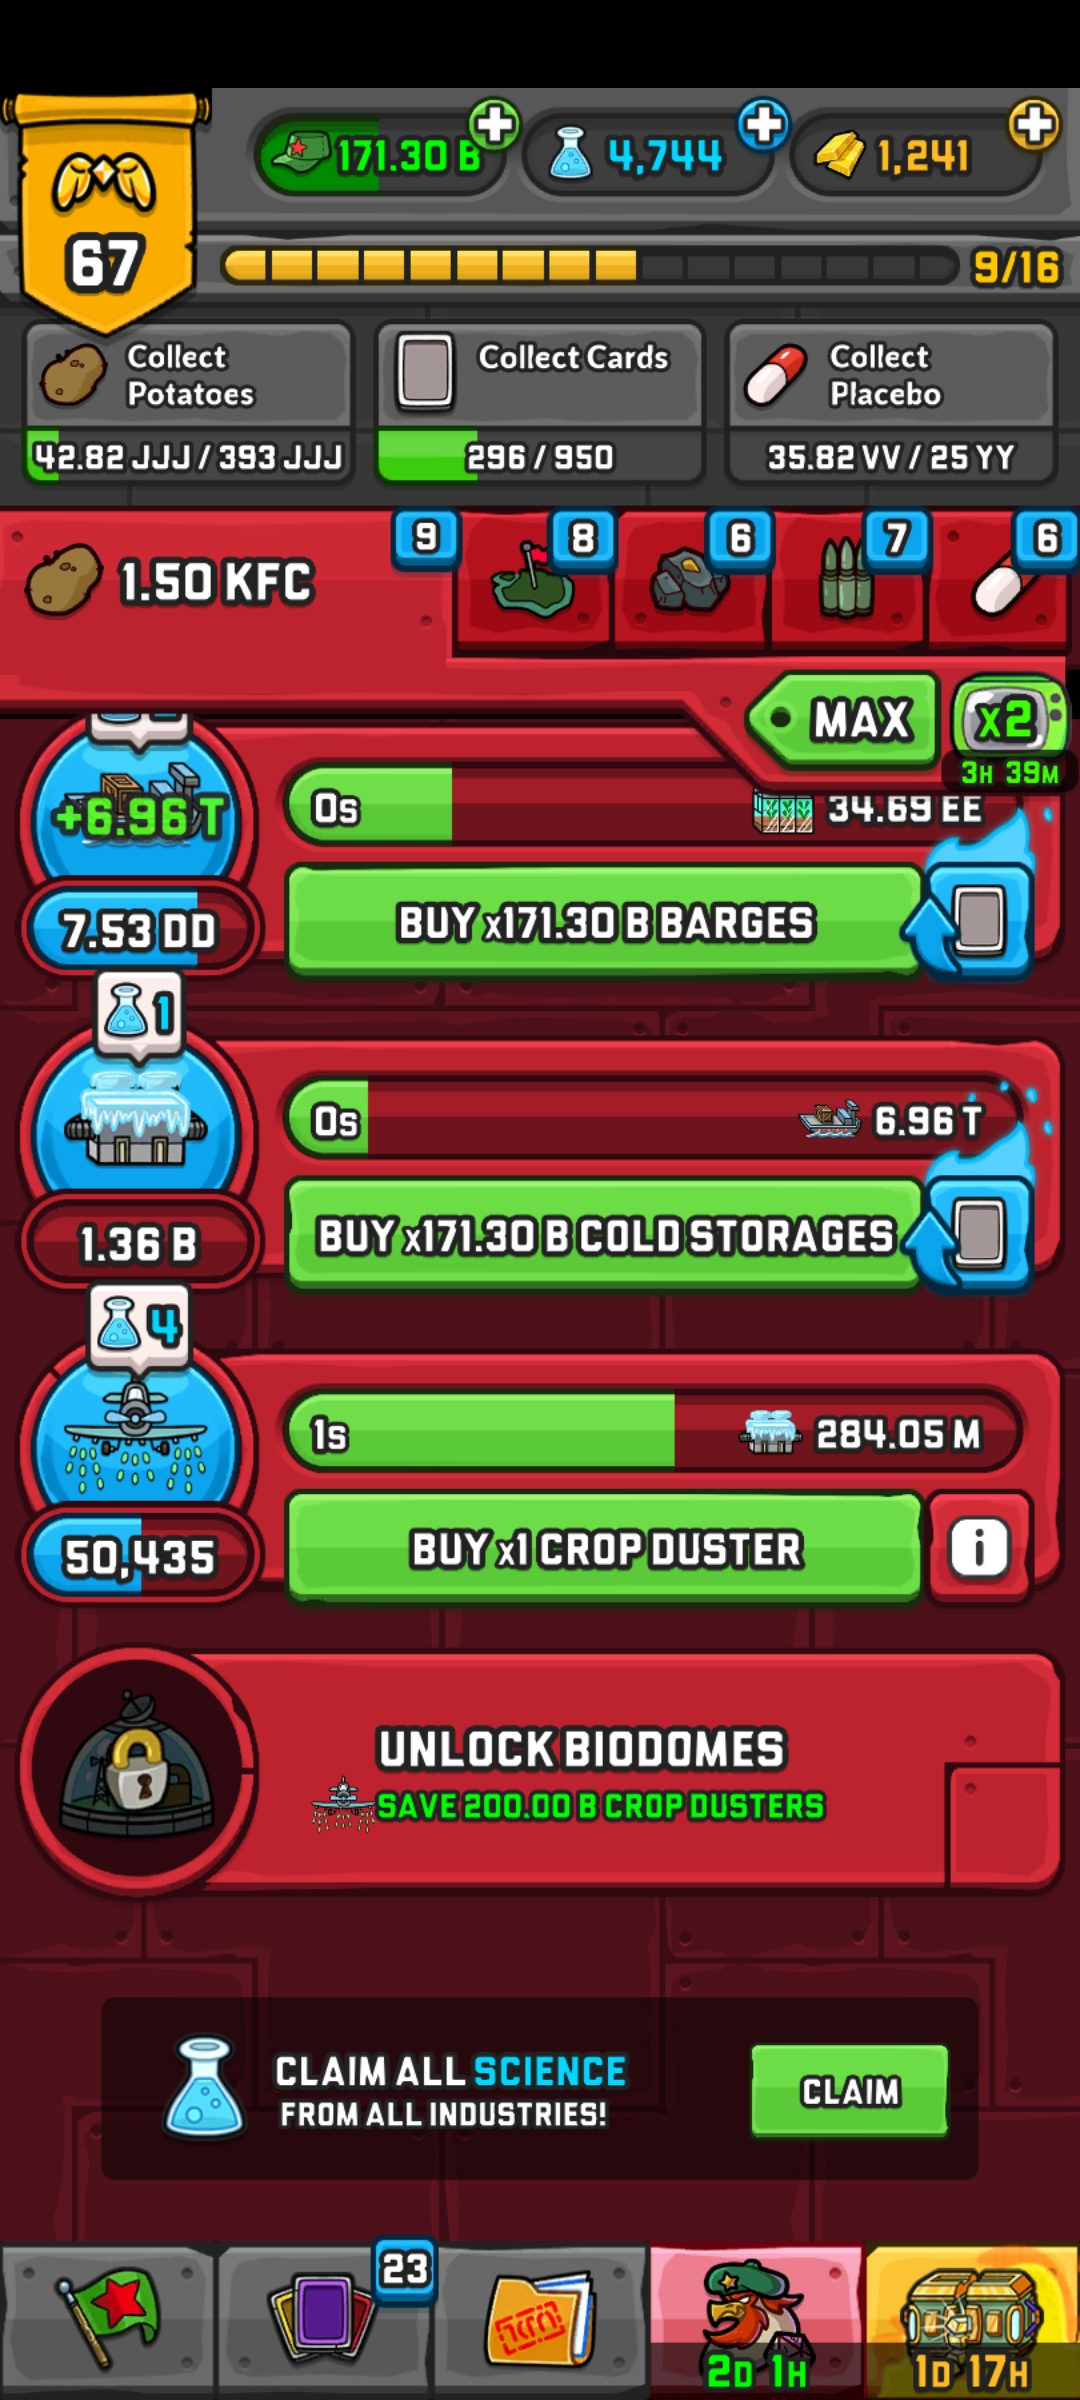 171.30 B
4,744
1,241
67
9/16
Collect
Potatoes
42.82 JJJ / 393 JJJ
Collect Cards
296 / 950
Collect
Placebo
35.82 VV / 25 YY
1.50 KFC
9
8
6
7
6
MAX
x2
3H 39M
+6.96 T
0s
34.69 EE
7.53 DD
BUY x171.30 B BARGES
1
0s
6.96 T
1.36 B
BUY x171.30 B COLD STORAGES
4
1s
284.05 M
50,435
BUY x1 CROP DUSTER
i
UNLOCK BIODOMES
SAVE 200.00 B CROP DUSTERS
CLAIM ALL SCIENCE
FROM ALL INDUSTRIES!
CLAIM
23
2D 1H
1D 17H